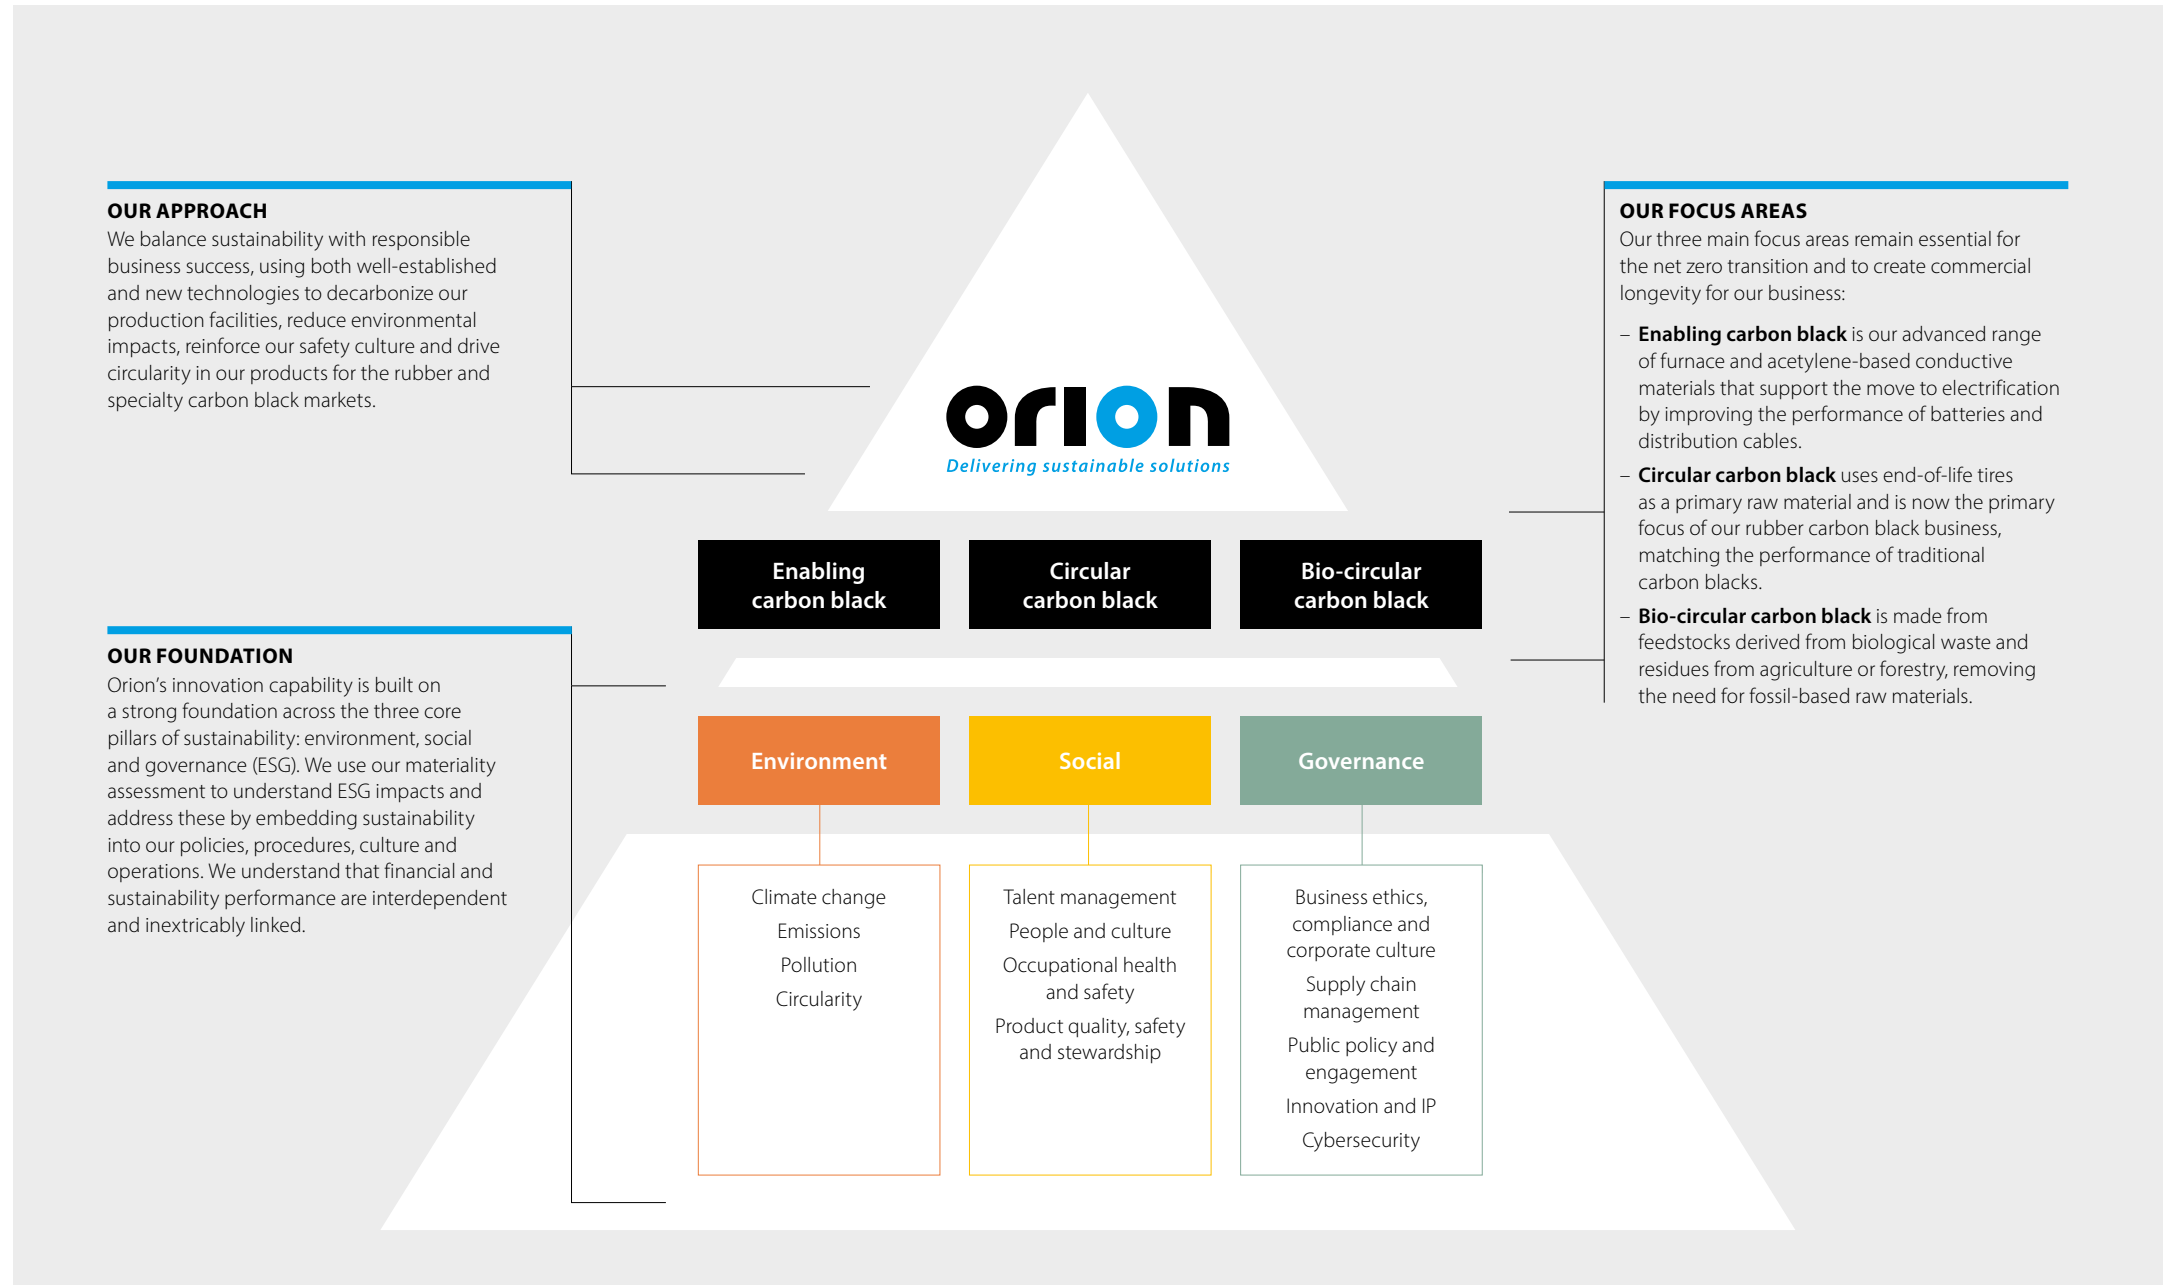 OUR APPROACH
We balance sustainability with responsible
business success, using both well-established
and new technologies to decarbonize our
production facilities, reduce environmental
impacts, reinforce our safety culture and drive
circularity in our products for the rubber and
specialty carbon black markets.
OUR FOUNDATION
Orion’s innovation capability is built on
a strong foundation across the three core
pillars of sustainability: environment, social
and governance (ESG). We use our materiality
assessment to understand ESG impacts and
address these by embedding sustainability
into our policies, procedures, culture and
operations. We understand that financial and
sustainability performance are interdependent
and inextricably linked.
orion
Delivering sustainable solutions
Enabling
carbon black
Circular
carbon black
Bio-circular
carbon black
Environment
Climate change
Emissions
Pollution
Circularity
Social
Talent management
People and culture
Occupational health
and safety
Product quality, safety
and stewardship
Governance
Business ethics,
compliance and
corporate culture
Supply chain
management
Public policy and
engagement
Innovation and IP
Cybersecurity
OUR FOCUS AREAS
Our three main focus areas remain essential for
the net zero transition and to create commercial
longevity for our business:
– Enabling carbon black is our advanced range
of furnace and acetylene-based conductive
materials that support the move to electrification
by improving the performance of batteries and
distribution cables.
– Circular carbon black uses end-of-life tires
as a primary raw material and is now the primary
focus of our rubber carbon black business,
matching the performance of traditional
carbon blacks.
– Bio-circular carbon black is made from
feedstocks derived from biological waste and
residues from agriculture or forestry, removing
the need for fossil-based raw materials.